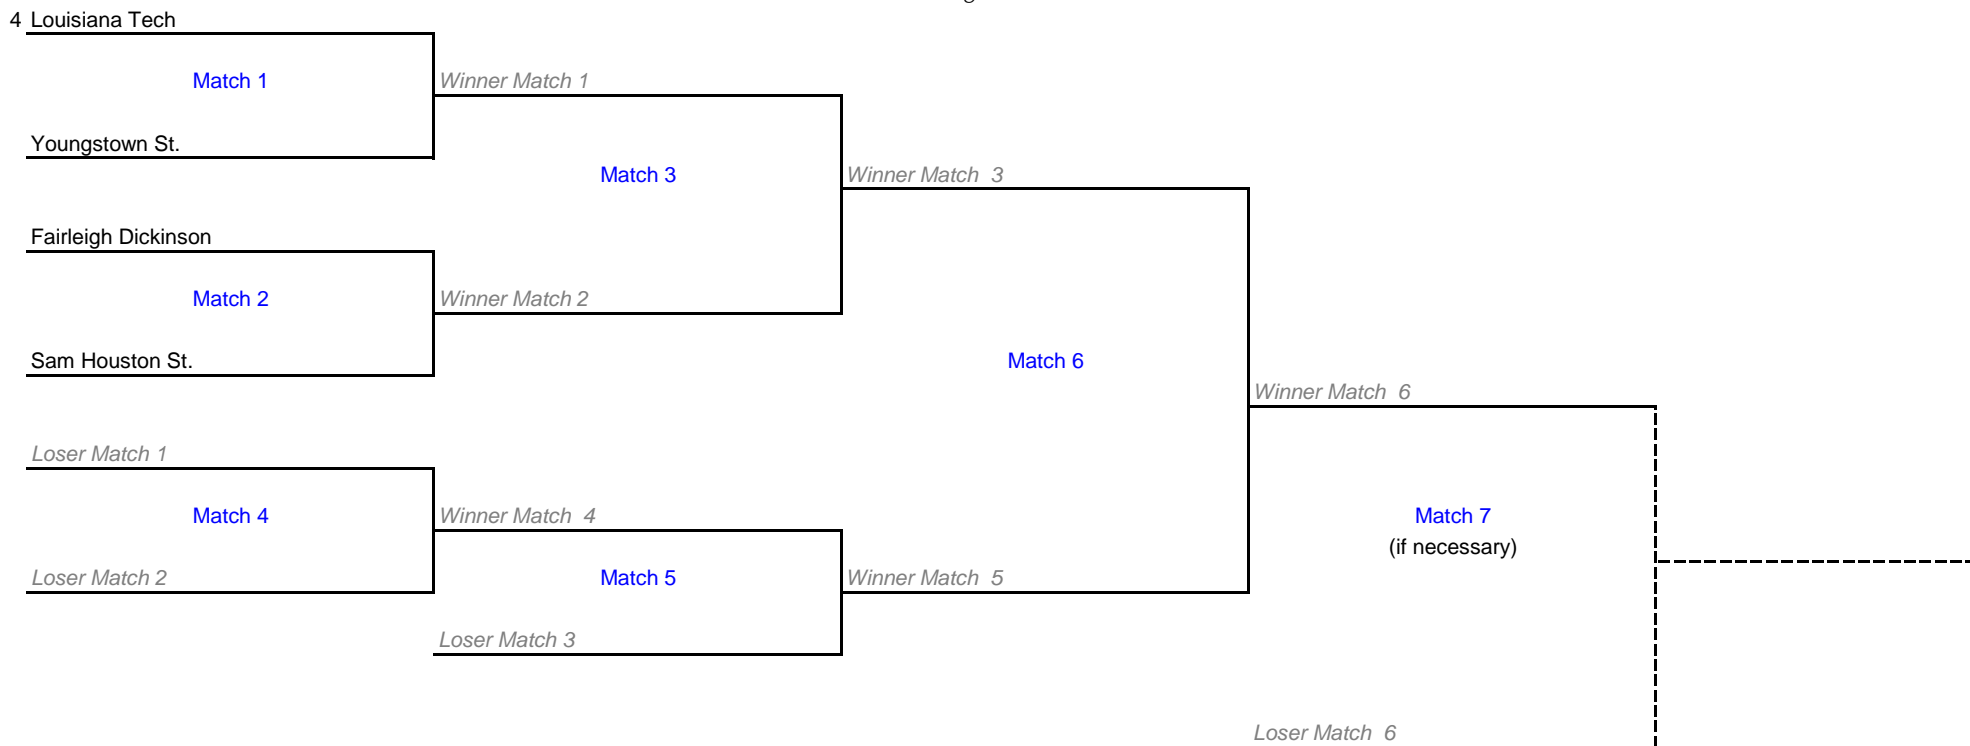 4 Louisiana Tech
Match 1
Winner Match 1
Youngstown St.
Match 3
Winner Match 3
Fairleigh Dickinson
Match 2
Winner Match 2
Sam Houston St.
Match 6
Winner Match 6
Loser Match 1
Match 4
Winner Match 4
Match 7
(if necessary)
Loser Match 2
Match 5
Winner Match 5
Loser Match 3
Loser Match 6